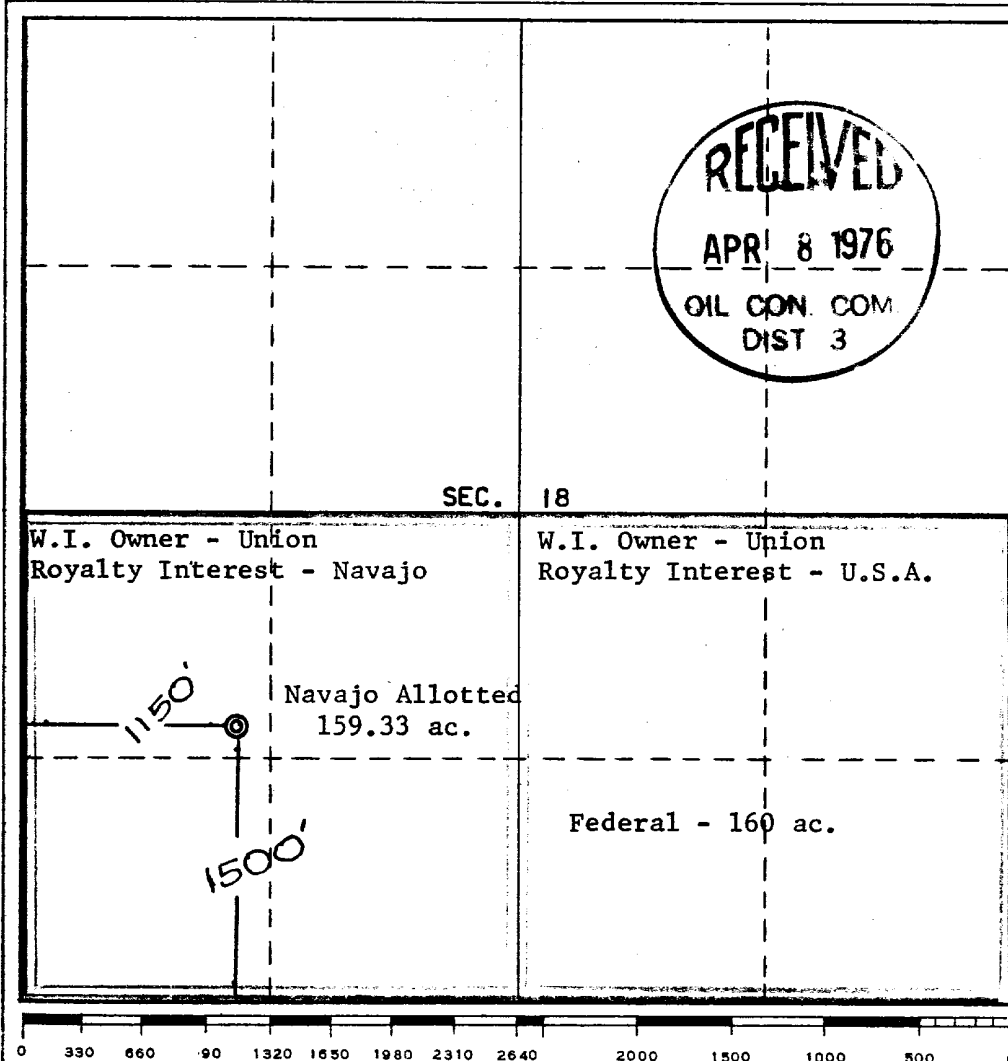 RECEIVED
APR 8 1976
OIL CON. COM.
DIST 3
SEC. 18
W.I. Owner - Union
Royalty Interest - Navajo
W.I. Owner - Union
Royalty Interest - U.S.A.
1150'
Navajo Allotted
159.33 ac.
Federal - 160 ac.
1500'
0 330 660 90 1320 1650 1980 2310 2640 2000 1500 1000 500